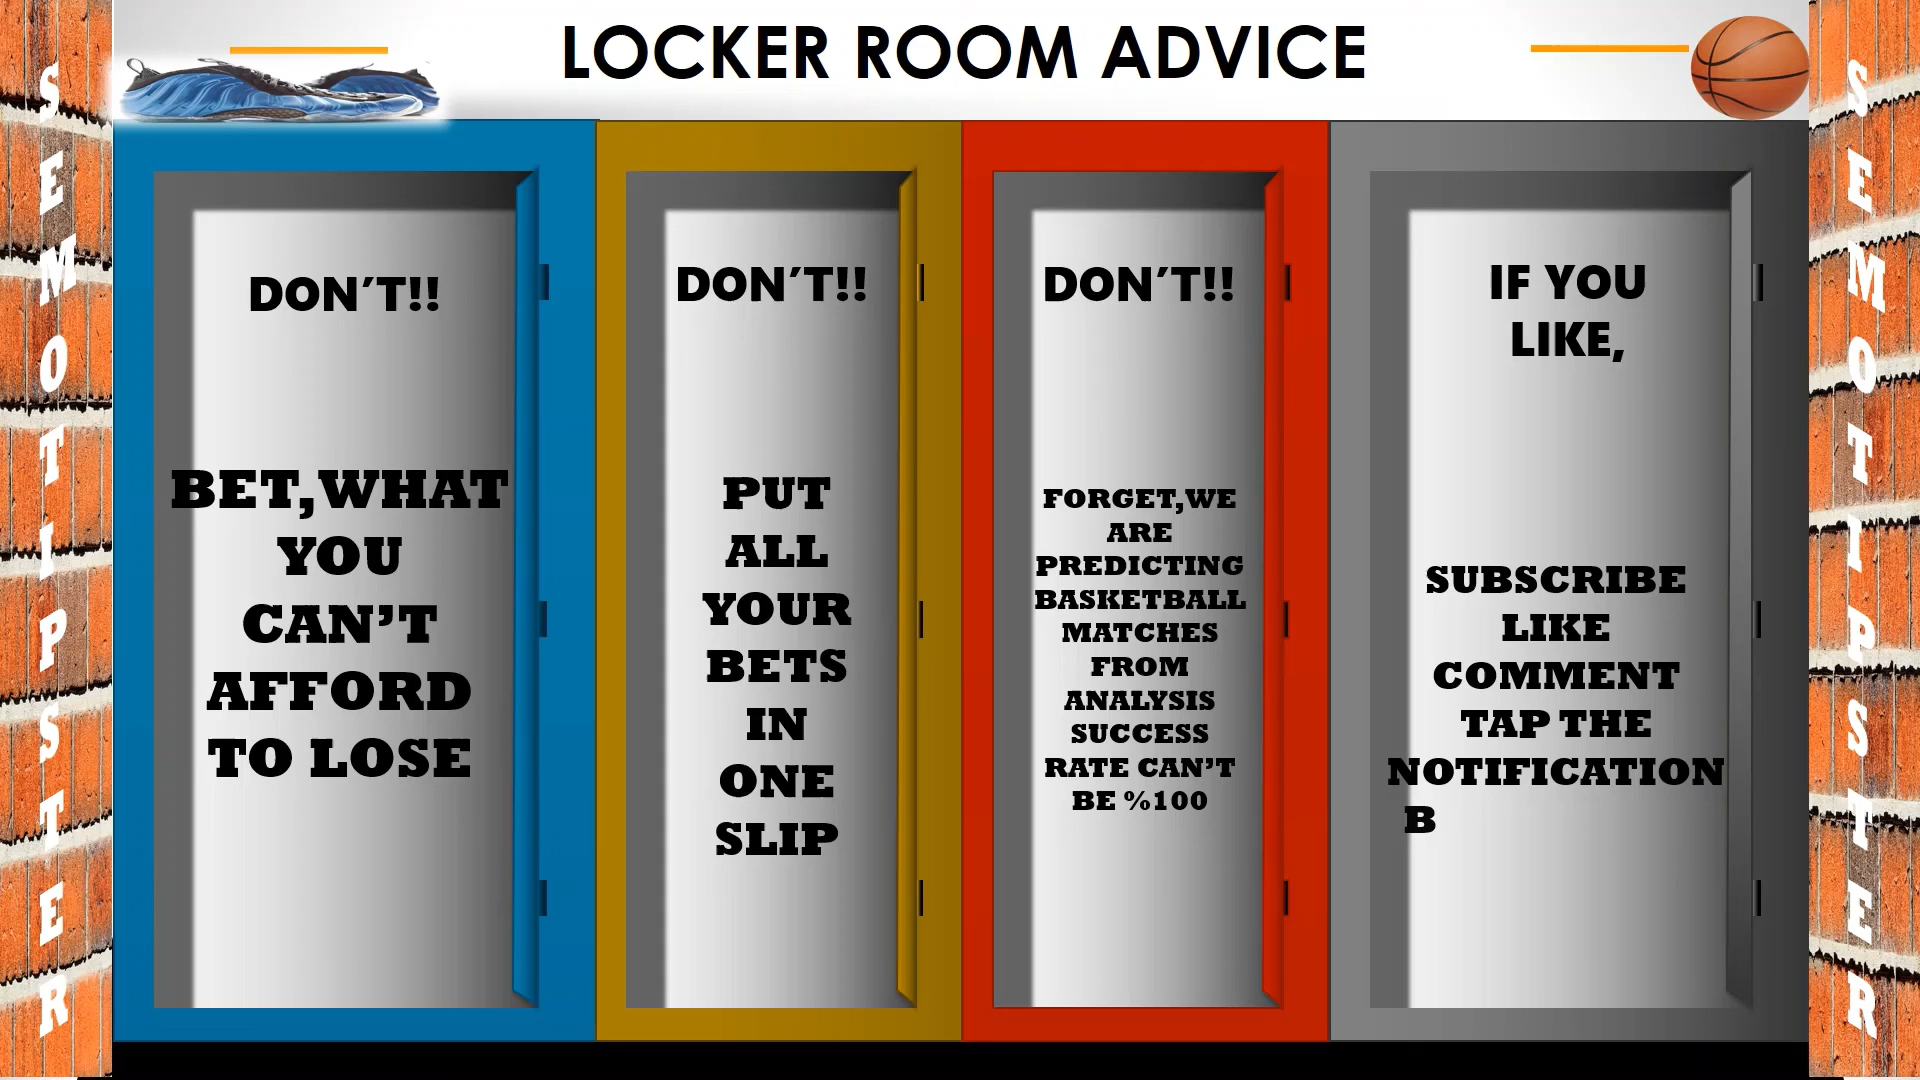 LOCKER ROOM ADVICE
SEMOTIPSTER
DON'T!!
BET,WHAT
YOU
CAN'T
AFFORD
TO LOSE
DON'T!!
PUT
ALL
YOUR
BETS
IN
ONE
SLIP
DON'T!!
FORGET,WE
ARE
PREDICTING
BASKETBALL
MATCHES
FROM
ANALYSIS
SUCCESS
RATE CAN'T
BE %100
IF YOU
LIKE,
SUBSCRIBE
LIKE
COMMENT
TAP THE
NOTIFICATION
B
SEMOTIPSTER